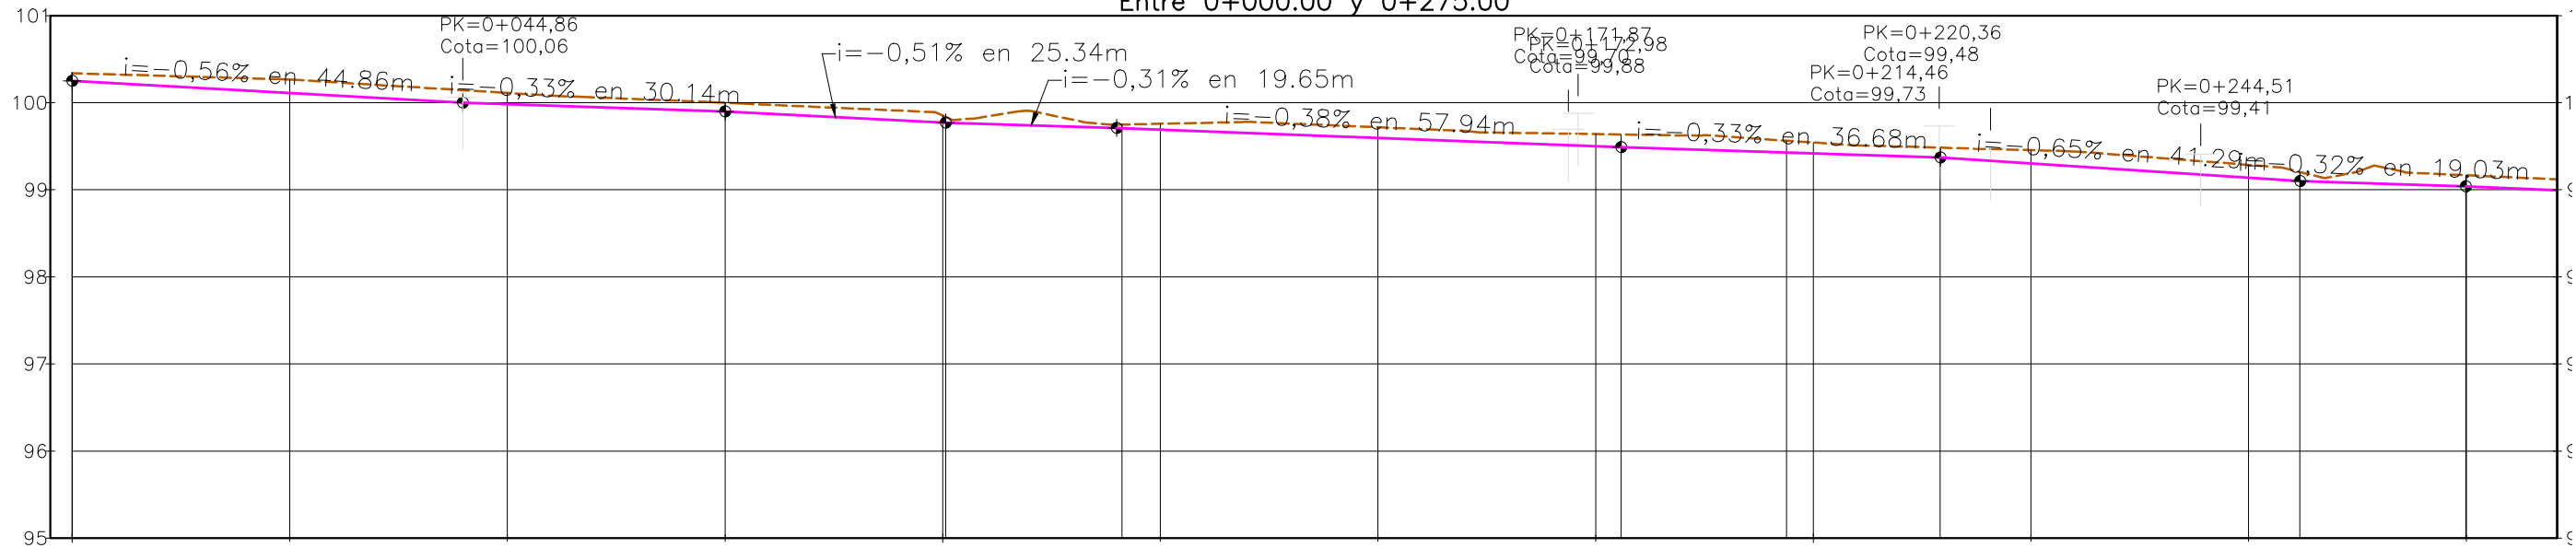 Entre 0+000.00 y 0+275.00
101
PK=0+044,86
Cota=100,06
i=-0,51% en 25.34m
i=-0,31% en 19.65m
PK=0+171,87
Cota=99,70
PK=0+172,98
Cota=99,88
PK=0+220,36
Cota=99,48
PK=0+214,46
Cota=99,73
PK=0+244,51
Cota=99,41
i=-0,56% en 44.86m
i=-0,33% en 30.14m
100
i=-0,38% en 57.94m
i=-0,33% en 36.68m
i=-0,65% en 41.29m
i=-0,32% en 19.03m
99
98
97
96
95